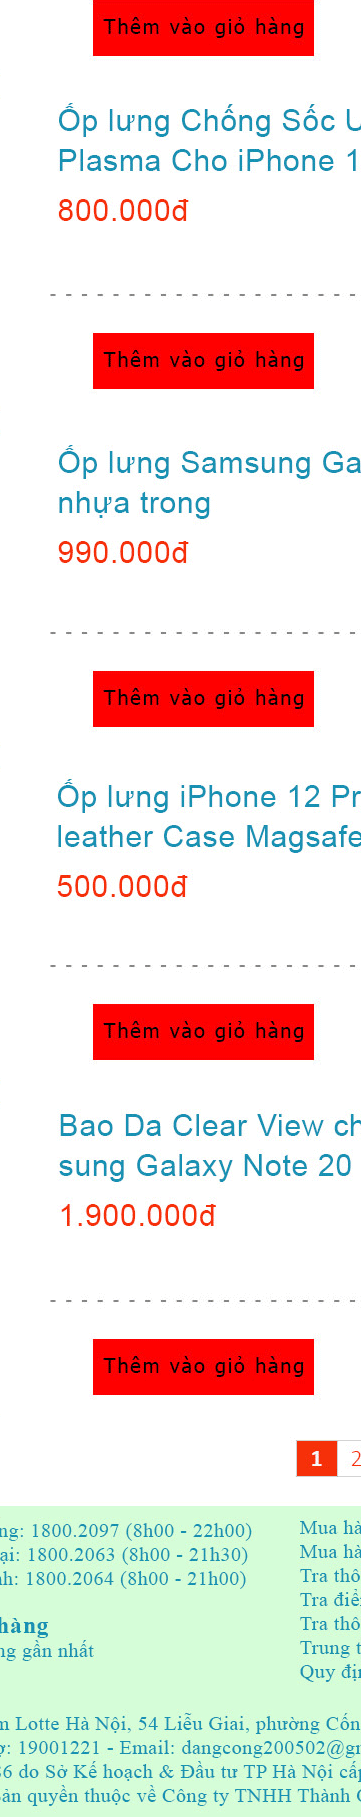 Thêm vào giỏ hàng
Ốp lưng Chống Sốc
Plasma Cho iPhone 1
800.000đ
Thêm vào giỏ hàng
Ốp lưng Samsung Ga
nhựa trong
990.000đ
Thêm vào giỏ hàng
Ốp lưng iPhone 12 Pr
leather Case Magsafe
500.000đ
Thêm vào giỏ hàng
Bao Da Clear View ch
sung Galaxy Note 20
1.900.000đ
Thêm vào giỏ hàng
1 2
ng: 1800.2097 (8h00 - 22h00)
ại: 1800.2063 (8h00 - 21h30)
nh: 1800.2064 (8h00 - 21h00)
hàng
ng gần nhất
Mua hà
Mua hà
Tra thô
Tra điể
Tra thô
Trung t
Quy địn
m Lotte Hà Nội, 54 Liễu Giai, phường Cốn
: 19001221 - Email: dangcong200502@gn
86 do Sở Kế hoạch & Đầu tư TP Hà Nội cấp
Bản quyền thuộc về Công ty TNHH Thành